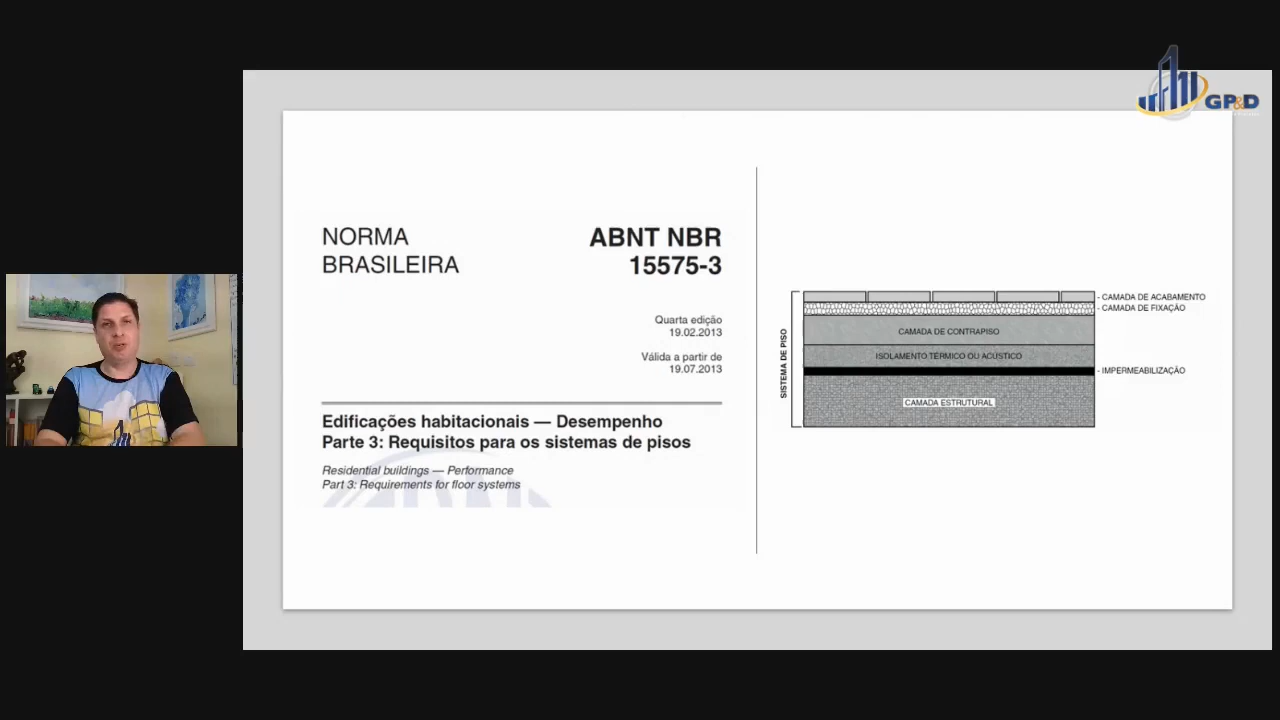 GP&D
NORMA
BRASILEIRA
ABNT NBR
15575-3
Quarta edição
19.02.2013
Válida a partir de
19.07.2013
Edificações habitacionais — Desempenho
Parte 3: Requisitos para os sistemas de pisos
Residential buildings — Performance
Part 3: Requirements for floor systems
SISTEMA DE PISO
- CAMADA DE ACABAMENTO
- CAMADA DE FIXAÇÃO
CAMADA DE CONTRAPISO
ISOLAMENTO TÉRMICO OU ACÚSTICO
- IMPERMEABILIZAÇÃO
CAMADA ESTRUTURAL